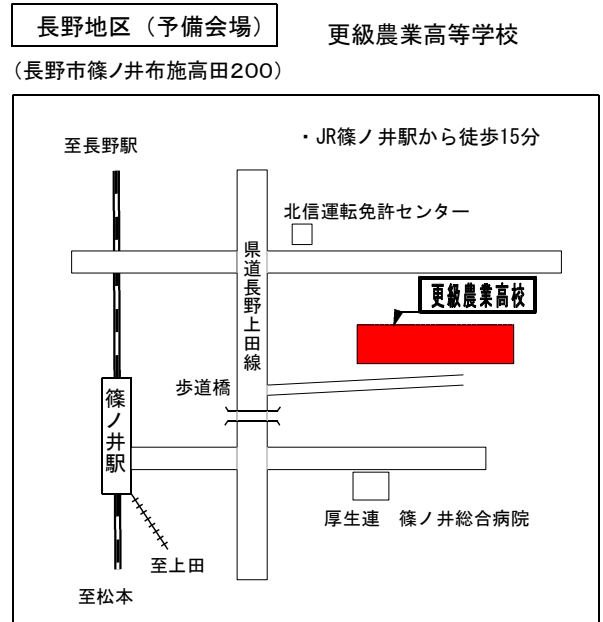 長野地区（予備会場）
更級農業高等学校
（長野市篠ノ井布施高田２００）
・JR篠ノ井駅から徒歩15分
至長野駅
北信運転免許センター
県道長野上田線
更級農業高校
歩道橋
篠ノ井駅
厚生連　篠ノ井総合病院
至上田
至松本